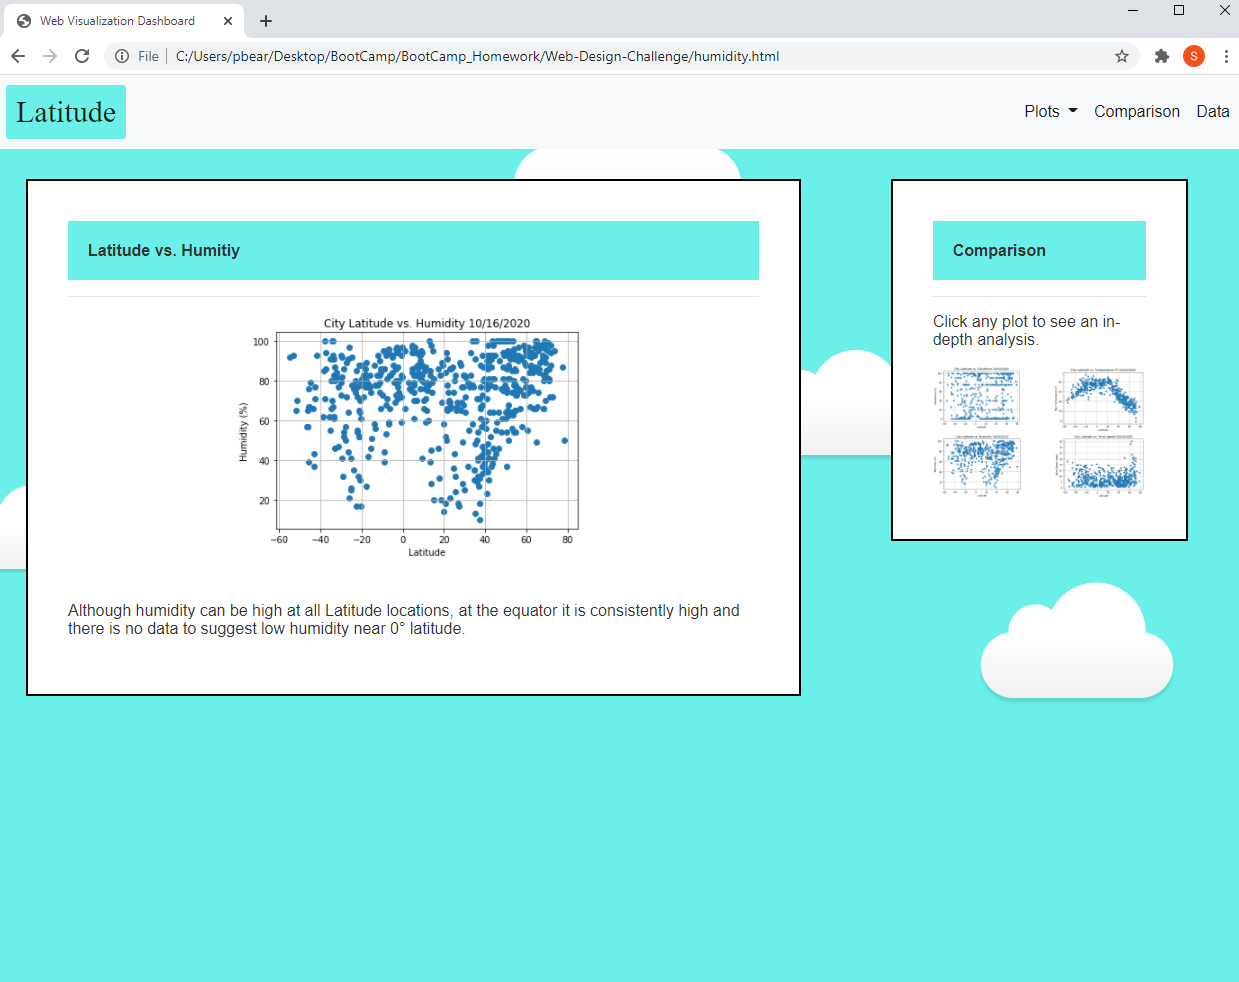 Web Visualization Dashboard
File
C:/Users/pbear/Desktop/BootCamp/BootCamp_Homework/Web-Design-Challenge/humidity.html
S
Latitude
Plots
Comparison
Data
Latitude vs. Humitiy
City Latitude vs. Humidity 10/16/2020
Humidity (%)
100
80
60
40
20
−60 −40 −20 0 20 40 60 80
Latitude
Although humidity can be high at all Latitude locations, at the equator it is consistently high and
there is no data to suggest low humidity near 0° latitude.
Comparison
Click any plot to see an in-
depth analysis.